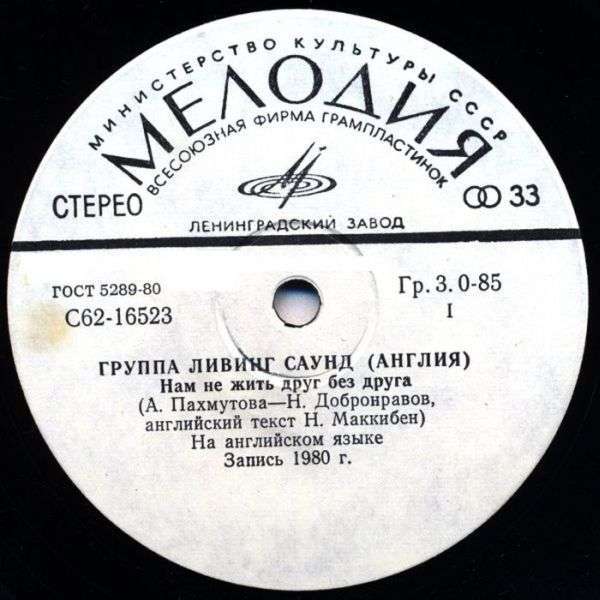 МИНИСТЕРСТВО КУЛЬТУРЫ СССР
МЕЛОДИЯ
ВСЕСОЮЗНАЯ ФИРМА ГРАМПЛАСТИНОК
СТЕРЕО
33
ЛЕНИНГРАДСКИЙ ЗАВОД
ГОСТ 5289-80
Гр. 3. 0-85
С62-16523
I
ГРУППА ЛИВИНГ САУНД (АНГЛИЯ)
Нам не жить друг без друга
(А. Пахмутова—Н. Добронравов,
английский текст Н. Маккибен)
На английском языке
Запись 1980 г.